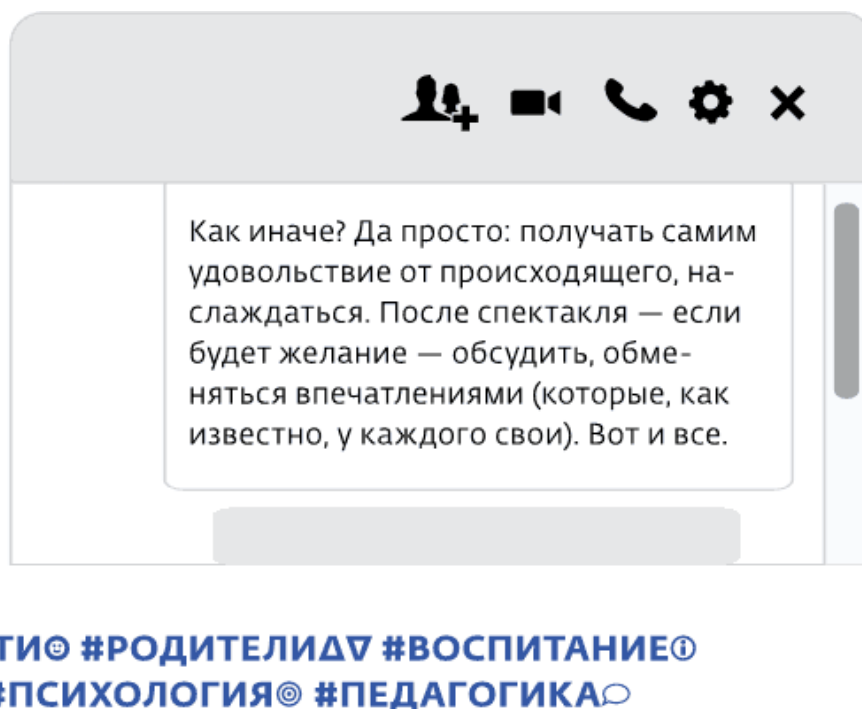 Как иначе? Да просто: получать самим
удовольствие от происходящего, на-
слаждаться. После спектакля — если
будет желание — обсудить, обме-
няться впечатлениями (которые, как
известно, у каждого свои). Вот и все.
ТИ #РОДИТЕЛИ #ВОСПИТАНИЕ
#ПСИХОЛОГИЯ #ПЕДАГОГИКА